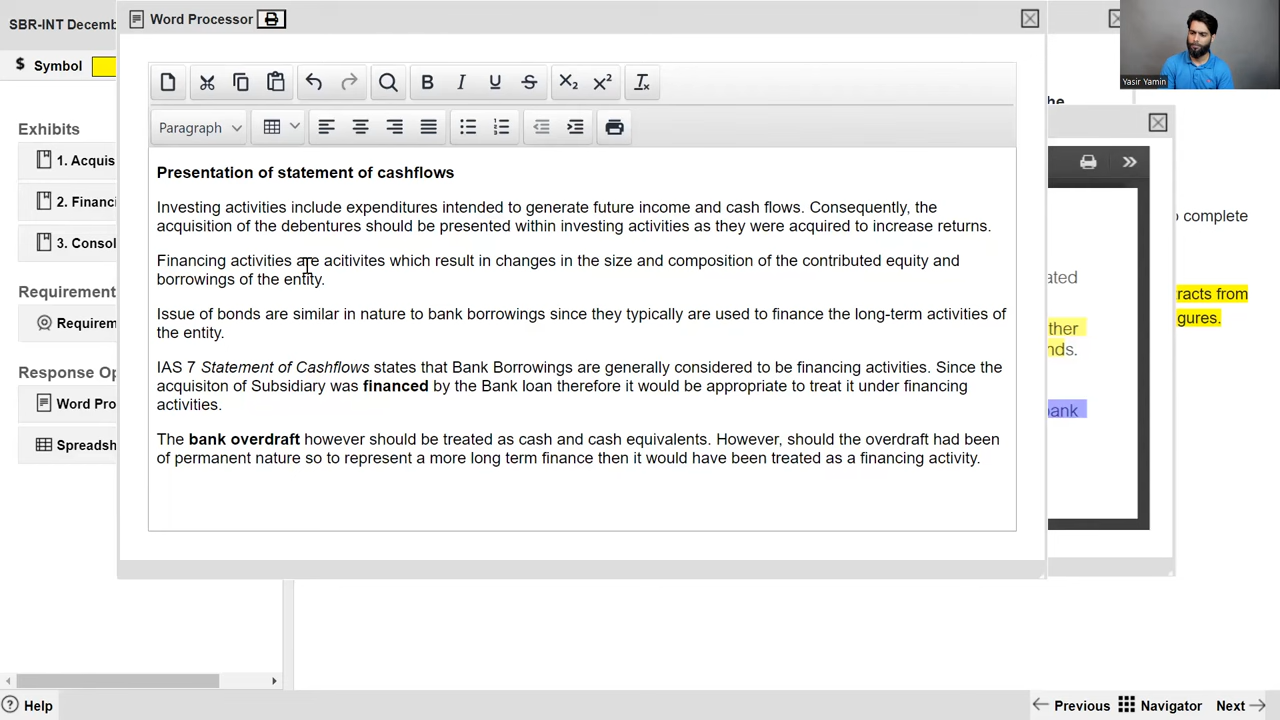 SBR-INT Decemb
Word Processor
Symbol
Yasir Yamin
he
Exhibits
Paragraph
1. Acquis
Presentation of statement of cashflows
2. Financi
Investing activities include expenditures intended to generate future income and cash flows. Consequently, the
acquisition of the debentures should be presented within investing activities as they were acquired to increase returns.
o complete
3. Consol
Financing activities are acitivites which result in changes in the size and composition of the contributed equity and
borrowings of the entity.
ated
Requirement
racts from
Requirem
Issue of bonds are similar in nature to bank borrowings since they typically are used to finance the long-term activities of
the entity.
ther
gures.
nds.
Response Op
IAS 7 Statement of Cashflows states that Bank Borrowings are generally considered to be financing activities. Since the
acquisiton of Subsidiary was financed by the Bank loan therefore it would be appropriate to treat it under financing
activities.
Word Pro
bank
Spreadsh
The bank overdraft however should be treated as cash and cash equivalents. However, should the overdraft had been
of permanent nature so to represent a more long term finance then it would have been treated as a financing activity.
Help
Previous
Navigator
Next